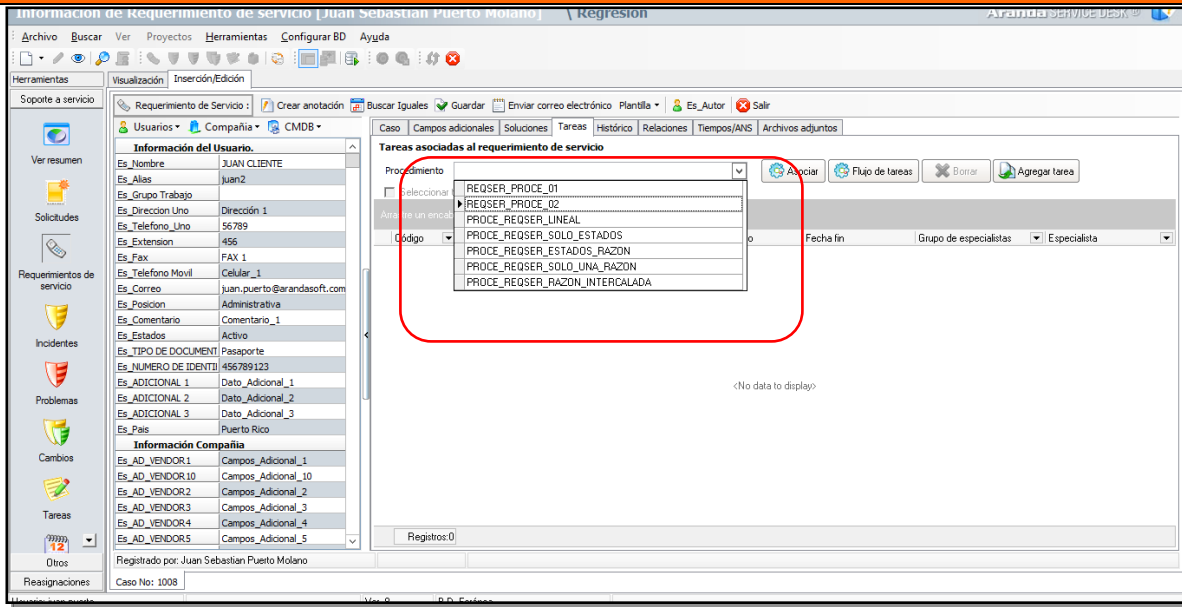 Información de Requerimiento de servicio [Juan Sebastian Puerto Molano] \ Regresion
Aranda SERVICE DESK ®
Archivo Buscar Ver Proyectos Herramientas Configurar BD Ayuda
Herramientas
Visualización Inserción/Edición
Soporte a servicio
Requerimiento de Servicio : Crear anotación Buscar Iguales Guardar Enviar correo electrónico Plantilla Es_Autor Salir
Usuarios Compañia CMDB
Caso Campos adicionales Soluciones Tareas Histórico Relaciones Tiempos/ANS Archivos adjuntos
Ver resumen
Solicitudes
Requerimientos de
servicio
Incidentes
Problemas
Cambios
Tareas
12
Otros
Reasignaciones
Información del Usuario.
Es_Nombre JUAN CLIENTE
Es_Alias juan2
Es_Grupo Trabajo
Es_Direccion Uno Dirección 1
Es_Telefono_Uno 56789
Es_Extension 456
Es_Fax FAX 1
Es_Telefono Movil Celular_1
Es_Correo juan.puerto@arandasoft.com
Es_Posicion Administrativa
Es_Comentario Comentario_1
Es_Estados Activo
Es_TIPO DE DOCUMENT Pasaporte
Es_NUMERO DE IDENTI 456789123
Es_ADICIONAL 1 Dato_Adicional_1
Es_ADICIONAL 2 Dato_Adicional_2
Es_ADICIONAL 3 Dato_Adicional_3
Es_Pais Puerto Rico
Información Compañia
Es_AD_VENDOR1 Campos_Adicional_1
Es_AD_VENDOR10 Campos_Adicional_10
Es_AD_VENDOR2 Campos_Adicional_2
Es_AD_VENDOR3 Campos_Adicional_3
Es_AD_VENDOR4 Campos_Adicional_4
Es_AD_VENDOR5 Campos_Adicional_5
Tareas asociadas al requerimiento de servicio
Procedimiento
Asociar Flujo de tareas Borrar Agregar tarea
Seleccionar
Arrastre un encab
REQSER_PROCE_01
REQSER_PROCE_02
PROCE_REQSER_LINEAL
PROCE_REQSER_SOLO_ESTADOS
PROCE_REQSER_ESTADOS_RAZON
PROCE_REQSER_SOLO_UNA_RAZON
PROCE_REQSER_RAZON_INTERCALADA
Código Fecha fin Grupo de especialistas Especialista
<No data to display>
Registros:0
Registrado por: Juan Sebastian Puerto Molano
Caso No: 1008